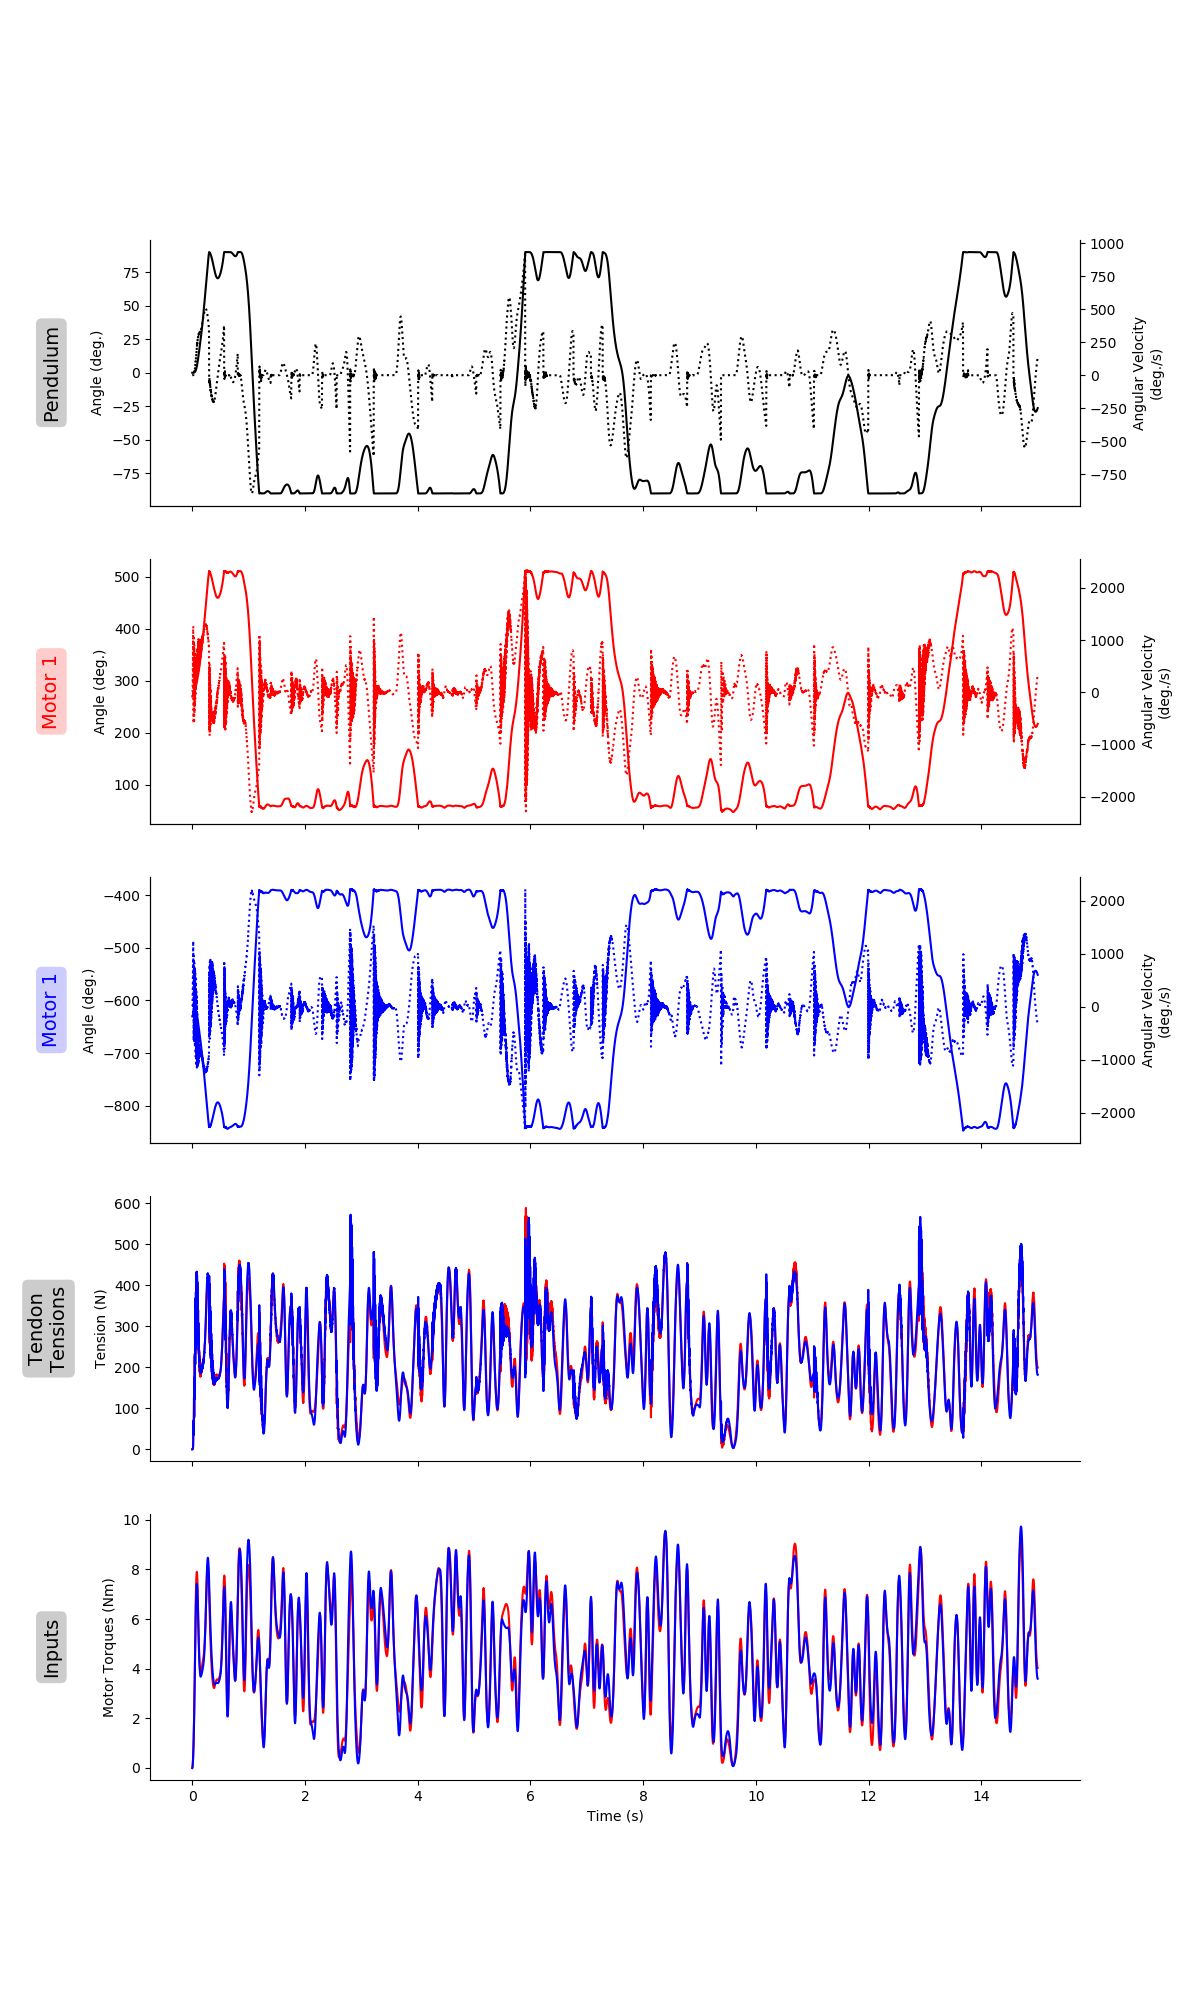 Pendulum
Angle (deg.)
75
50
25
0
−25
−50
−75
1000
750
500
250
0
−250
−500
−750
Angular Velocity
(deg./s)
Motor 1
Angle (deg.)
500
400
300
200
100
2000
1000
0
−1000
−2000
Angular Velocity
(deg./s)
Motor 1
Angle (deg.)
−400
−500
−600
−700
−800
2000
1000
0
−1000
−2000
Angular Velocity
(deg./s)
Tendon
Tensions
Tension (N)
600
500
400
300
200
100
0
Inputs
Motor Torques (Nm)
10
8
6
4
2
0
0 2 4 6 8 10 12 14
Time (s)